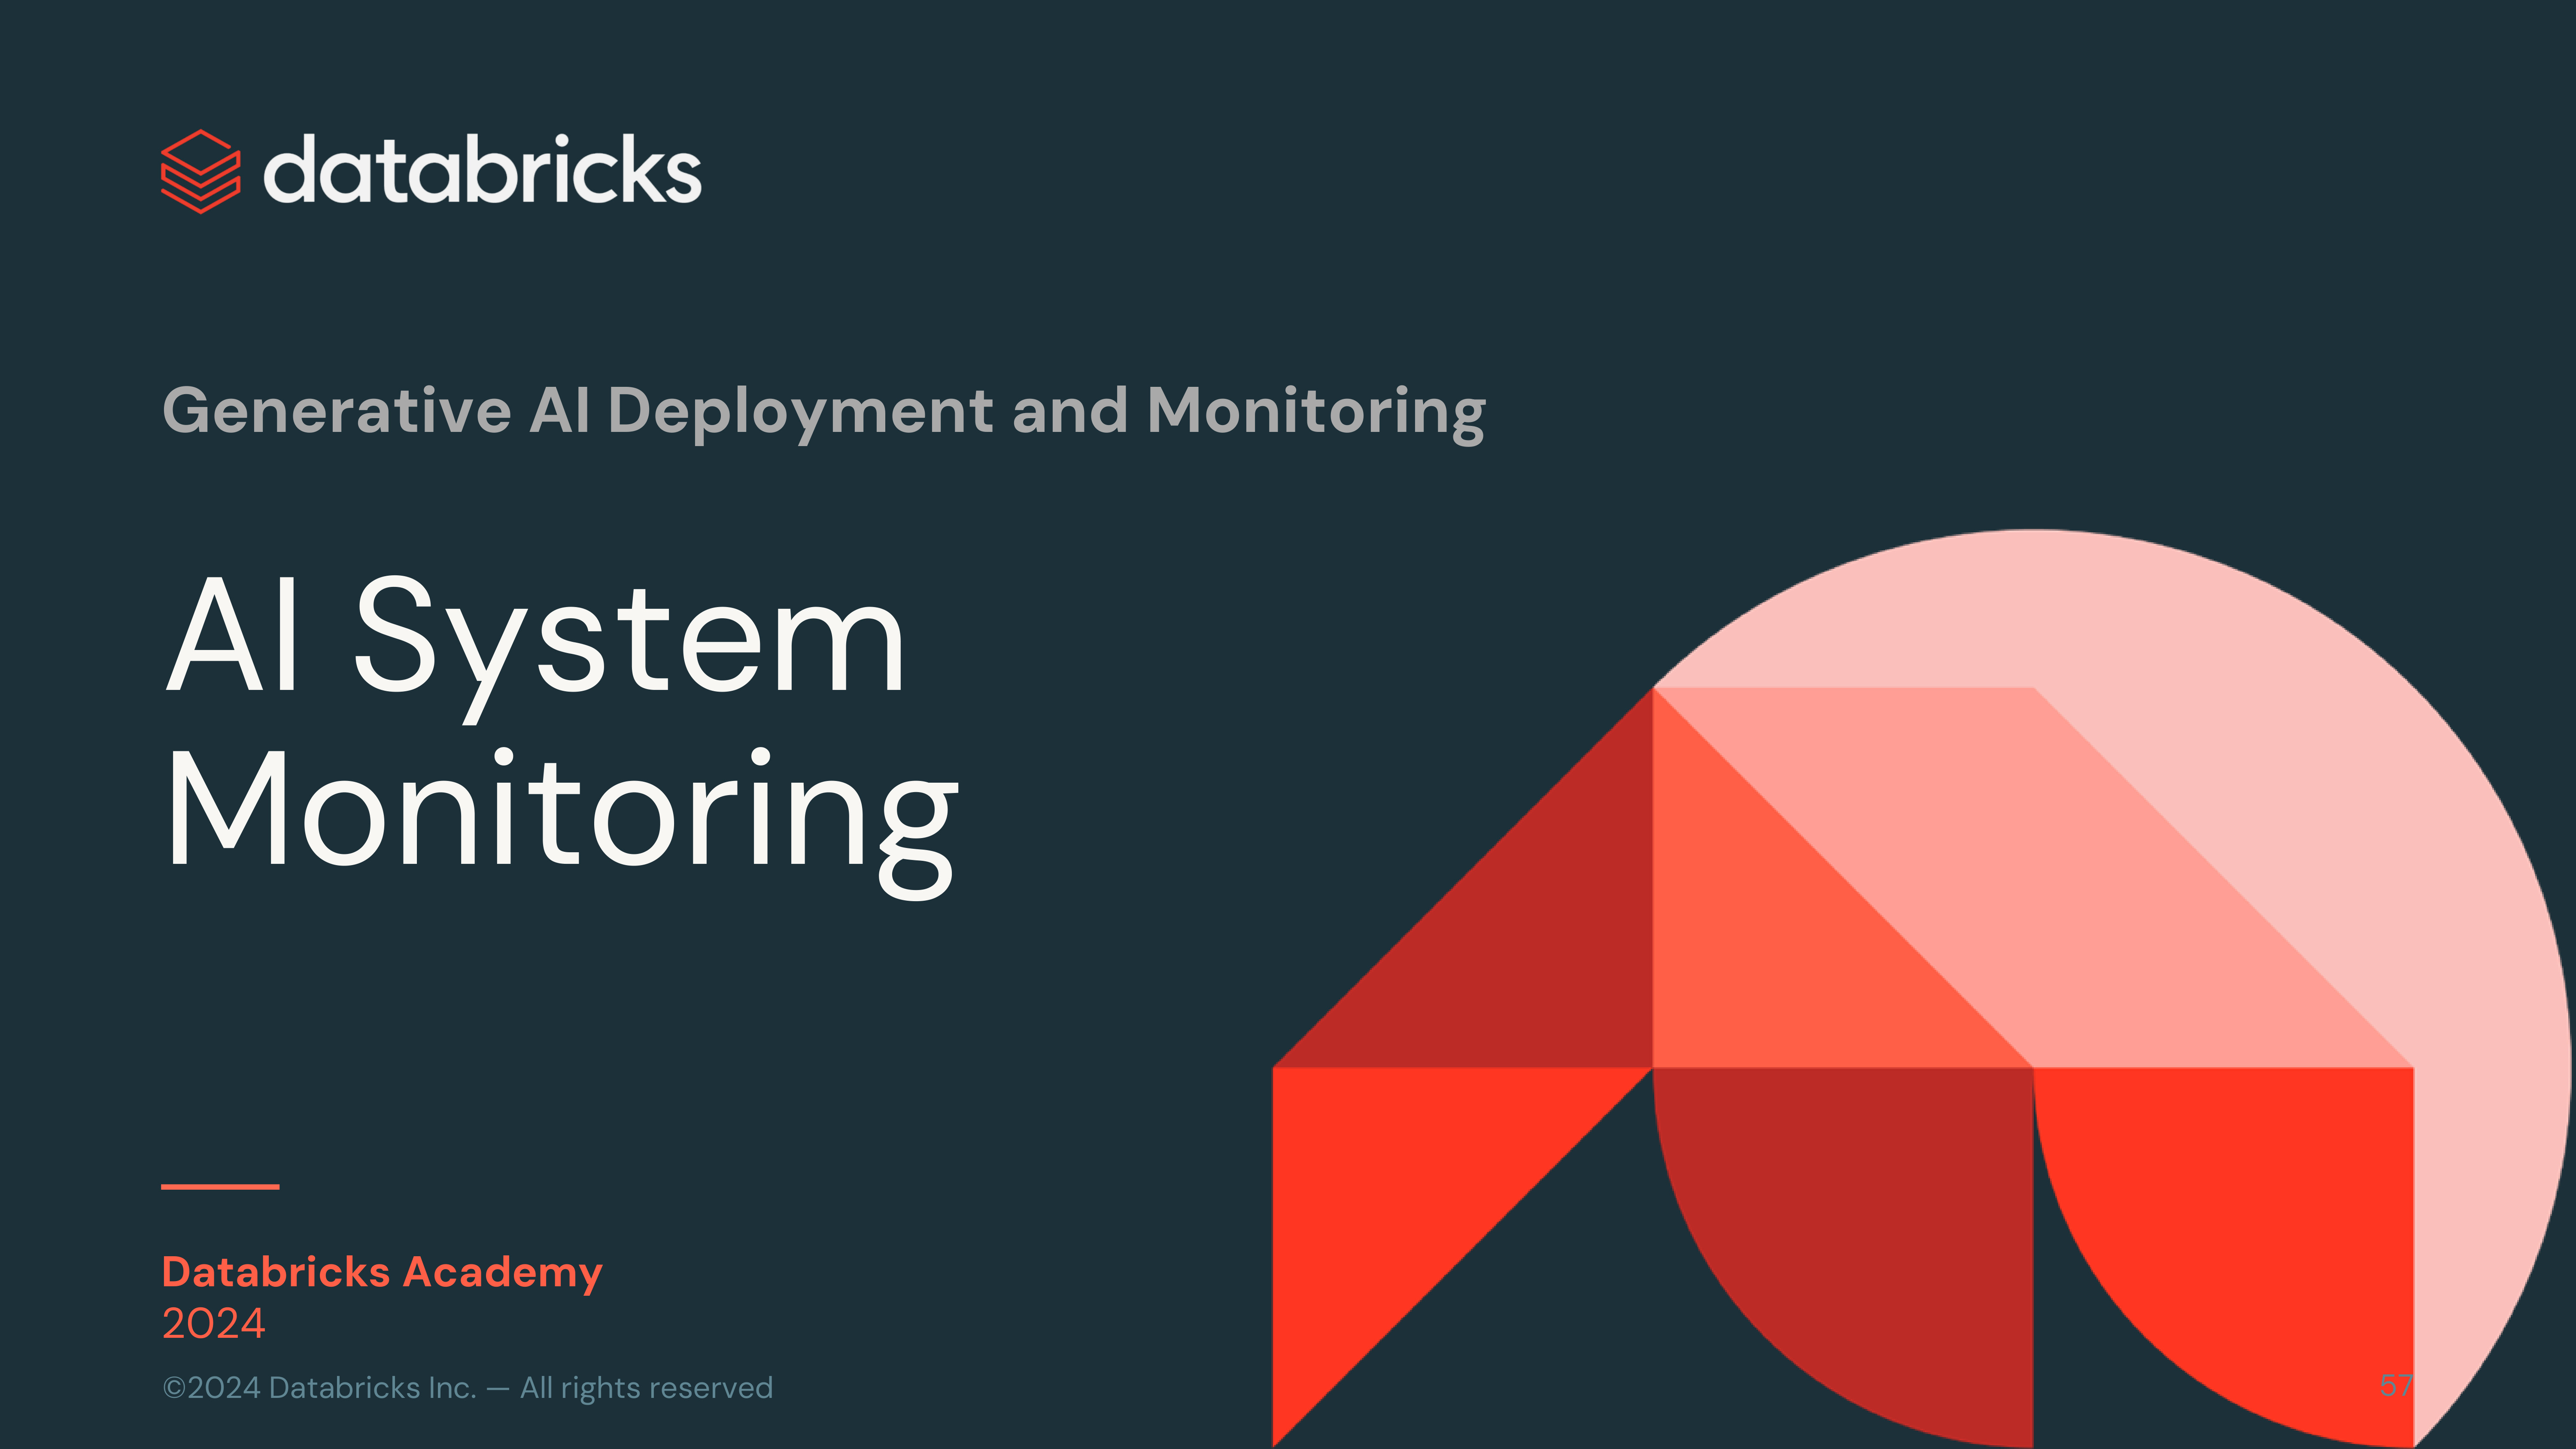 databricks
Generative AI Deployment and Monitoring
AI System
Monitoring
Databricks Academy
2024
©2024 Databricks Inc. — All rights reserved
57